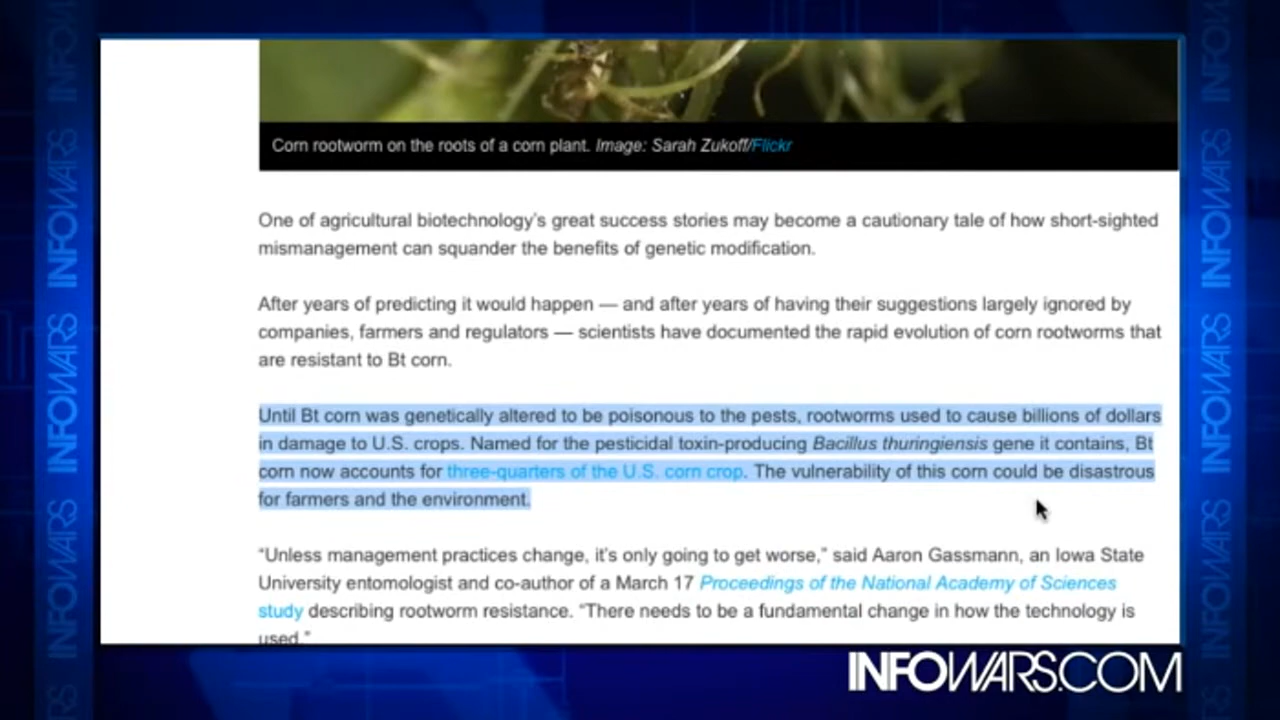 Corn rootworm on the roots of a corn plant. Image: Sarah Zukoff/Flickr
One of agricultural biotechnology's great success stories may become a cautionary tale of how short-sighted
mismanagement can squander the benefits of genetic modification.
After years of predicting it would happen — and after years of having their suggestions largely ignored by
companies, farmers and regulators — scientists have documented the rapid evolution of corn rootworms that
are resistant to Bt corn.
Until Bt corn was genetically altered to be poisonous to the pests, rootworms used to cause billions of dollars
in damage to U.S. crops. Named for the pesticidal toxin-producing Bacillus thuringiensis gene it contains, Bt
corn now accounts for three-quarters of the U.S. corn crop. The vulnerability of this corn could be disastrous
for farmers and the environment.
“Unless management practices change, it's only going to get worse,” said Aaron Gassmann, an Iowa State
University entomologist and co-author of a March 17 Proceedings of the National Academy of Sciences
study describing rootworm resistance. “There needs to be a fundamental change in how the technology is
used.”
INFOWARS.COM
INFOWARS
INFOWARS
INFOWARS
INFOWARS
INFOWARS
INFOWARS